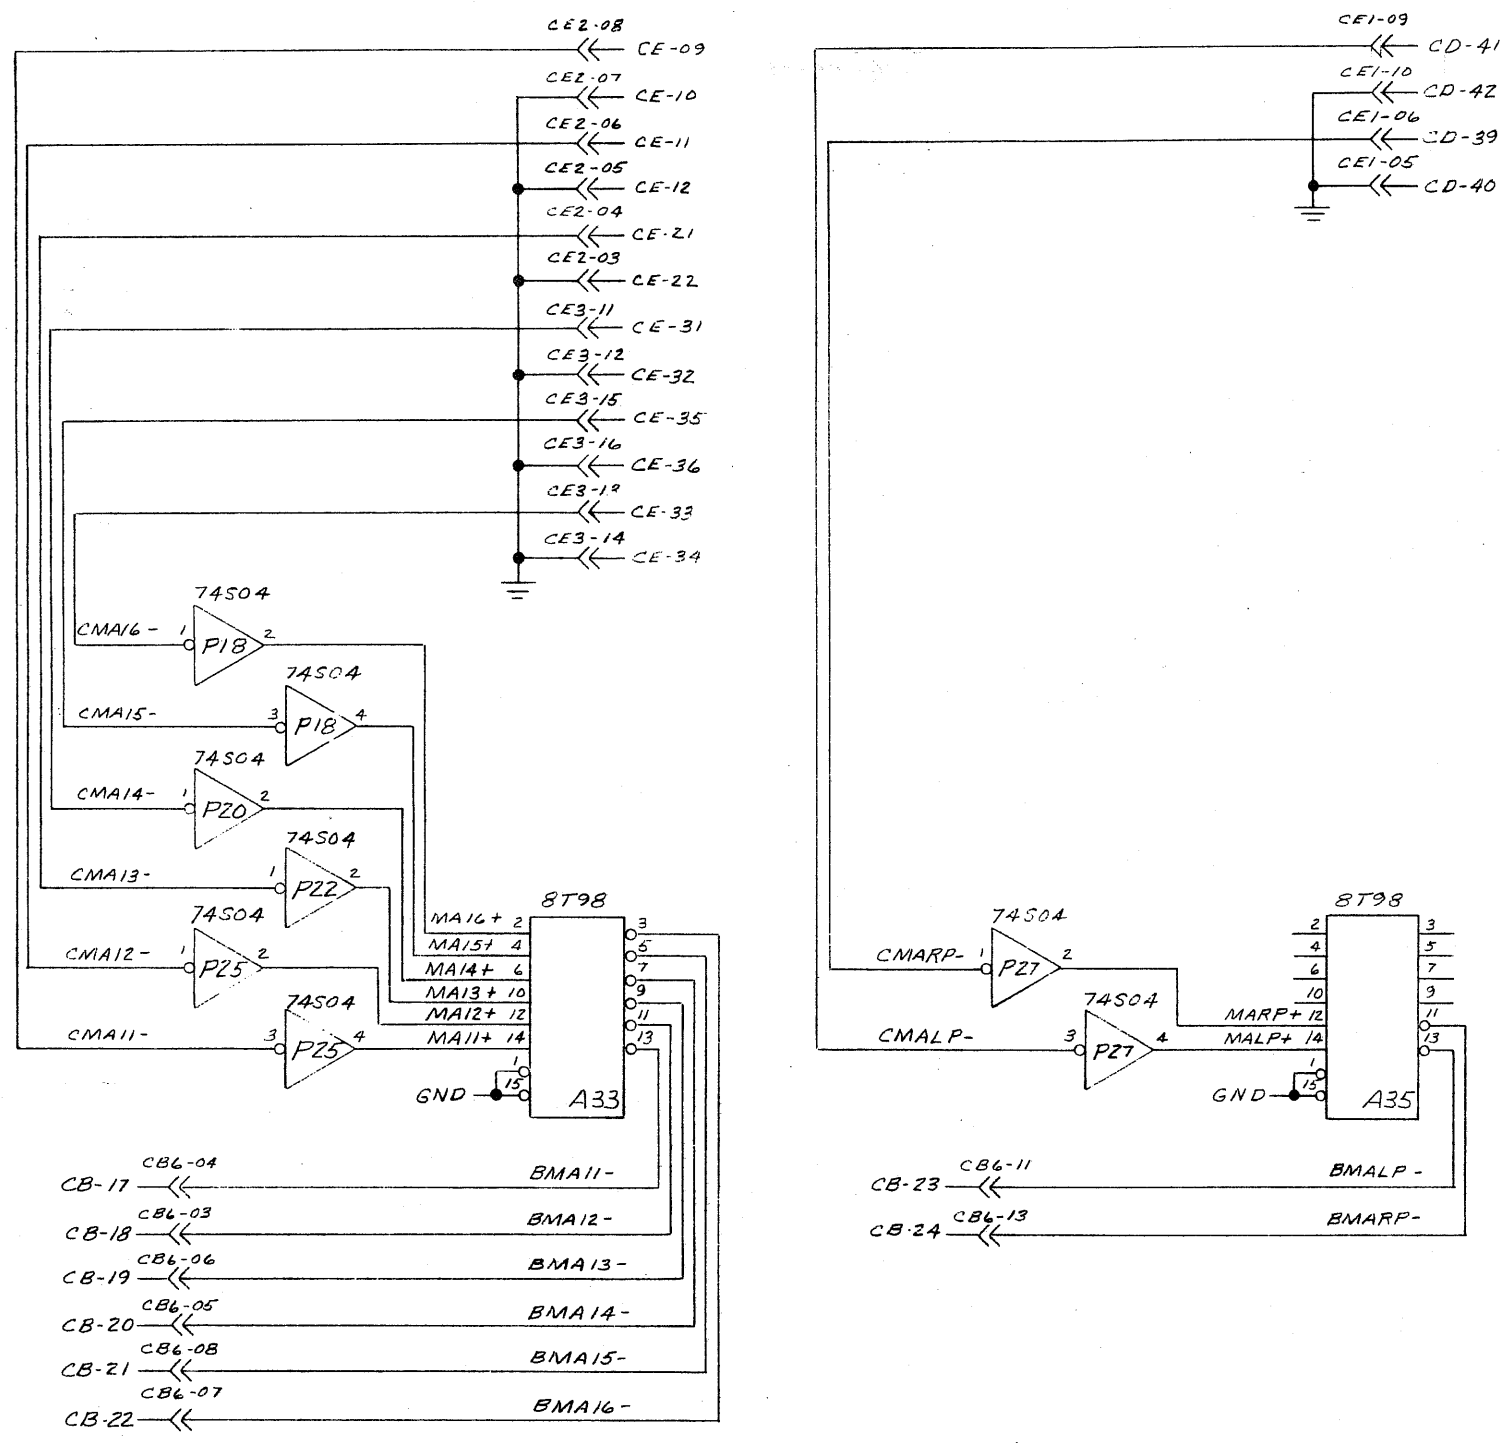 CE2-08
CE-09
CE2-07
CE-10
CE2-06
CE-11
CE2-05
CE-12
CE2-04
CE-21
CE2-03
CE-22
CE3-11
CE-31
CE3-12
CE-32
CE3-15
CE-35
CE3-16
CE-36
CE-33
CE3-14
CE-34
74S04
CMA16-
1
P18
2
74S04
CMA15-
3
P18
4
74S04
CMA14-
1
P20
2
74S04
CMA13-
1
P22
2
74S04
CMA12-
1
P25
2
74S04
CMA11-
3
P25
4
8T98
MA16+ 2
3
MA15+ 4
5
MA14+ 6
7
MA13+ 10
9
MA12+ 12
11
MA11+ 14
13
1
15
GND
A33
CB6-04
CB-17
BMA11-
CB6-03
CB-18
BMA12-
CB6-06
CB-19
BMA13-
CB6-05
CB-20
BMA14-
CB6-08
CB-21
BMA15-
CB6-07
CB-22
BMA16-
CE1-09
CD-41
CE1-10
CD-42
CE1-06
CD-39
CE1-05
CD-40
74S04
CMARP-
1
P27
2
74S04
CMALP-
3
P27
4
8T98
2
3
4
5
6
7
10
9
MARP+ 12
11
MALP+ 14
13
1
15
GND
A35
CB6-11
CB-23
BMALP-
CB6-13
CB-24
BMARP-